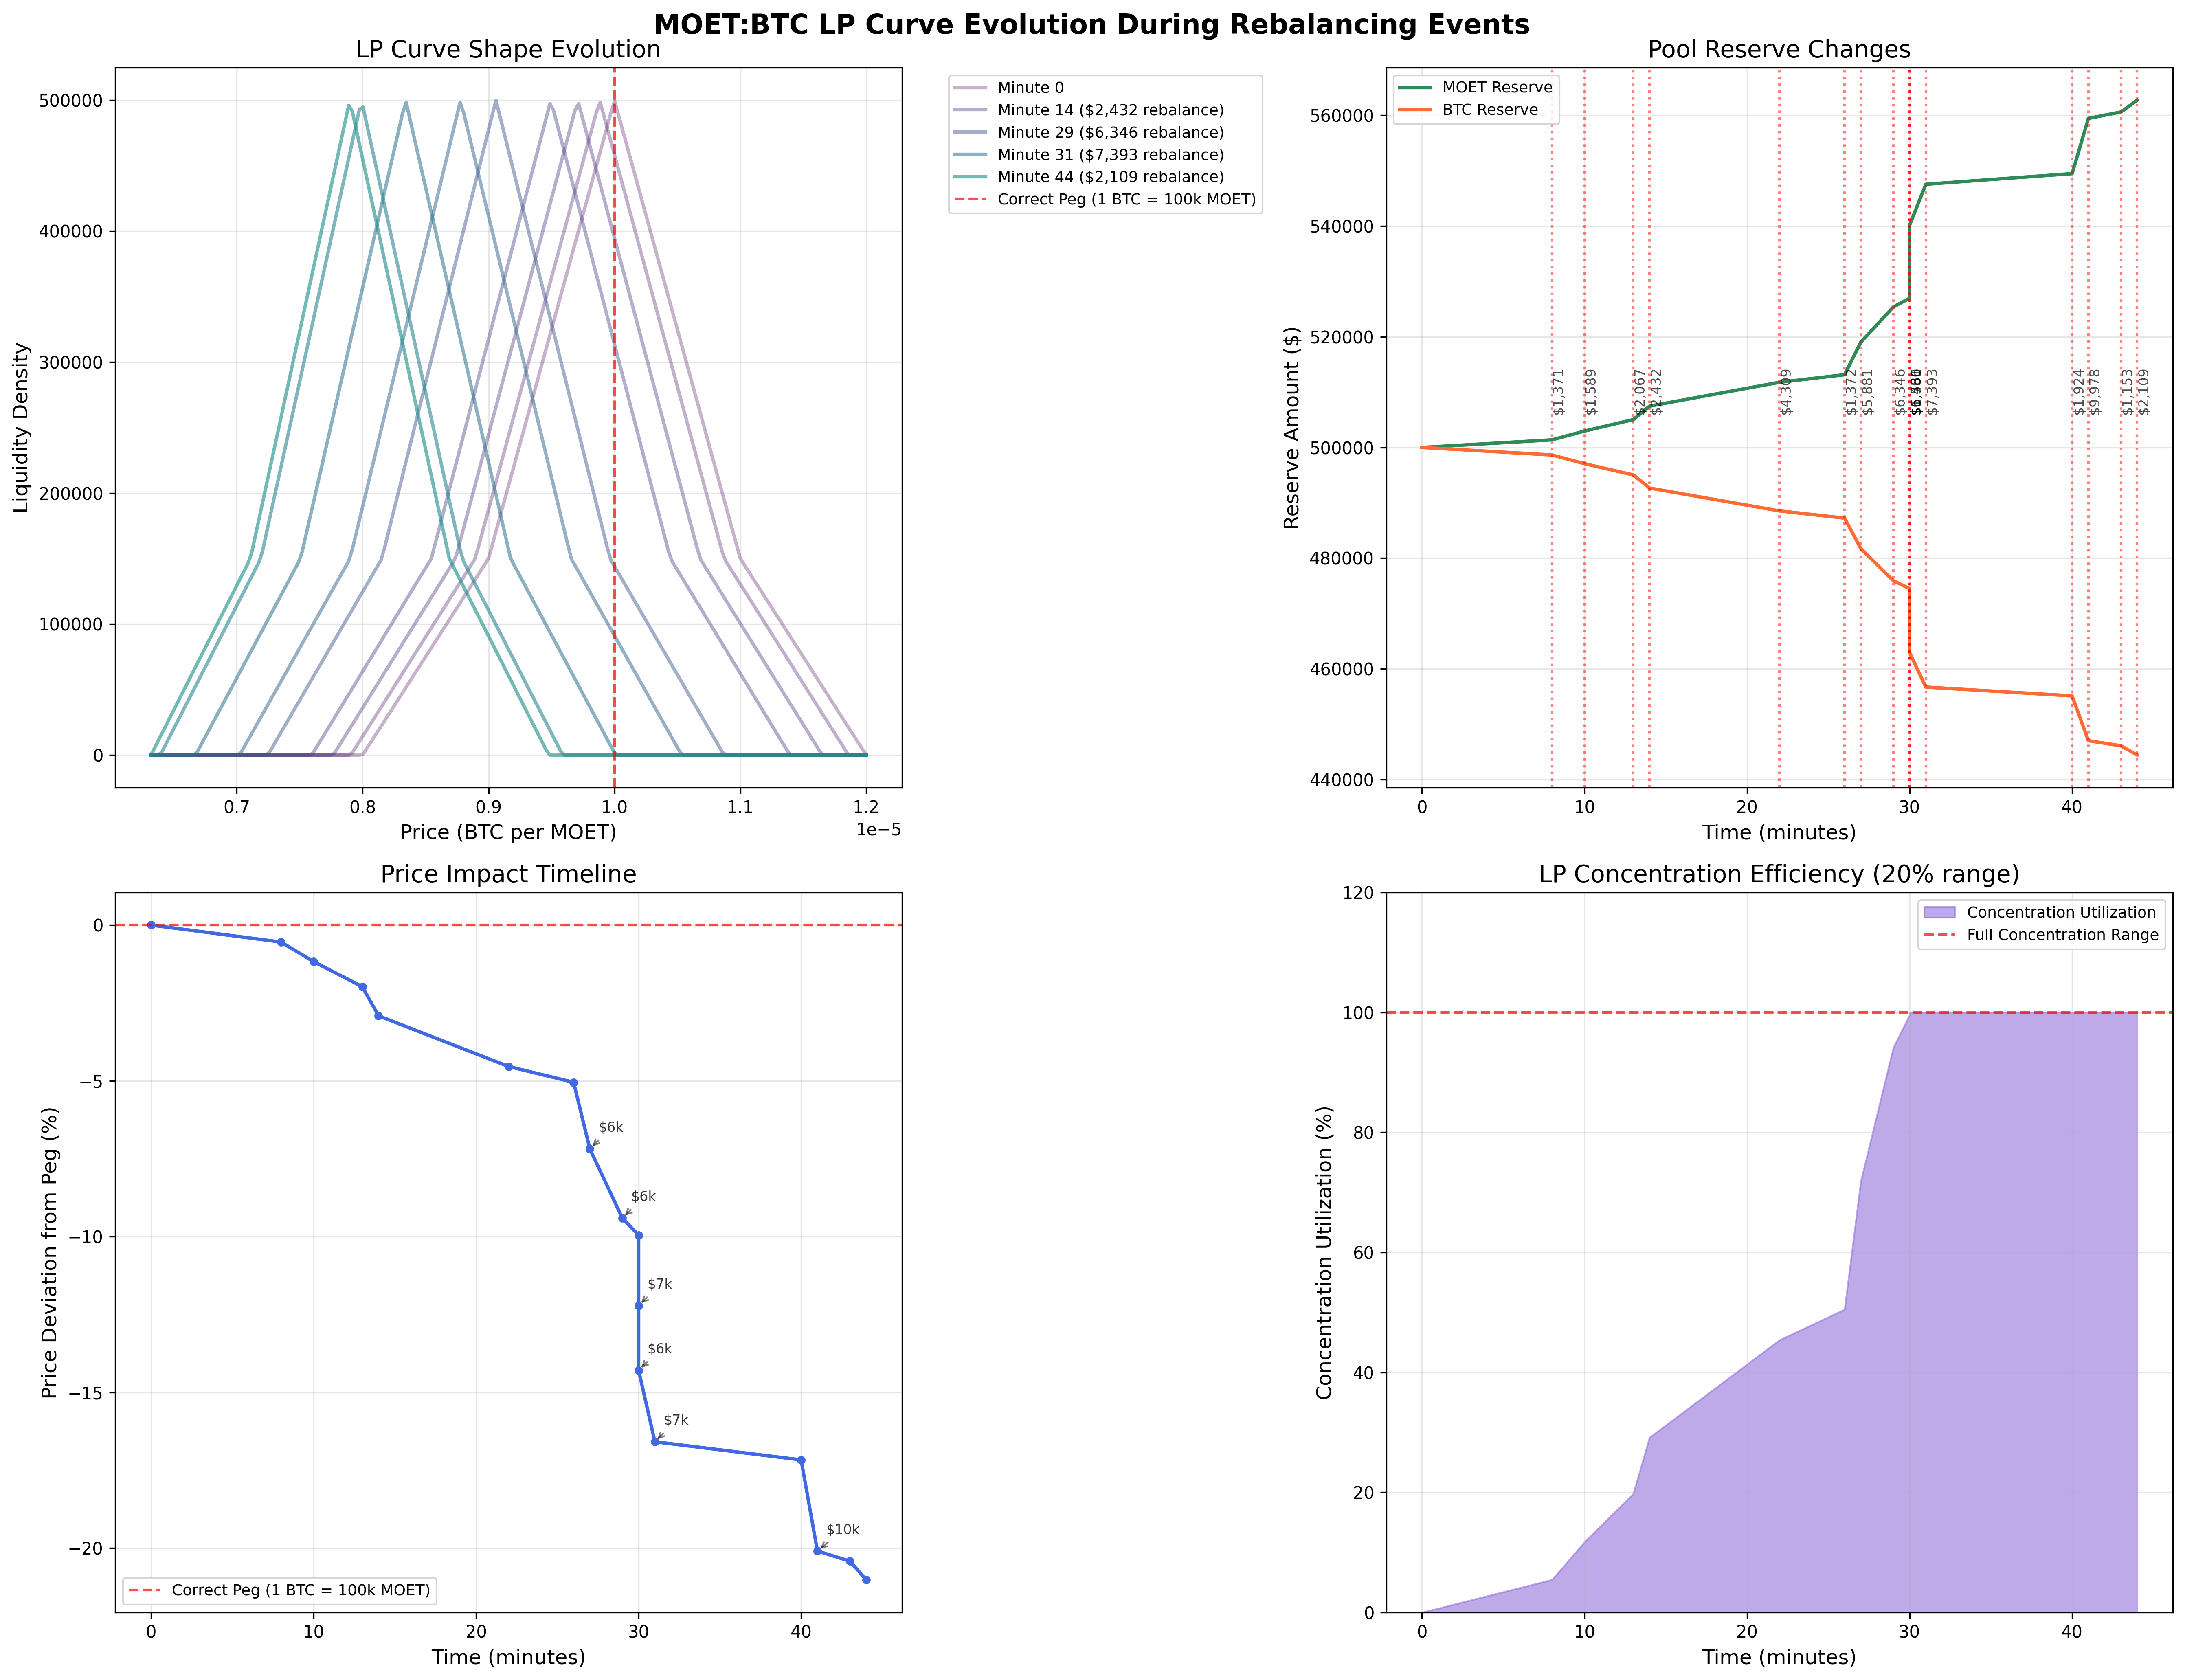 MOET:BTC LP Curve Evolution During Rebalancing Events
LP Curve Shape Evolution
Liquidity Density
500000
400000
300000
200000
100000
0
0.7
0.8
0.9
1.0
1.1
1.2
1e−5
Price (BTC per MOET)
Minute 0
Minute 14 ($2,432 rebalance)
Minute 29 ($6,346 rebalance)
Minute 31 ($7,393 rebalance)
Minute 44 ($2,109 rebalance)
Correct Peg (1 BTC = 100k MOET)
Pool Reserve Changes
MOET Reserve
BTC Reserve
Reserve Amount ($)
560000
540000
520000
500000
480000
460000
440000
$1,371
$1,589
$2,067
$2,432
$4,309
$1,372
$5,881
$6,346
$7,393
$1,924
$9,978
$1,153
$2,109
0
10
20
30
40
Time (minutes)
Price Impact Timeline
Price Deviation from Peg (%)
0
−5
−10
−15
−20
$6k
$6k
$7k
$6k
$7k
$10k
Correct Peg (1 BTC = 100k MOET)
0
10
20
30
40
Time (minutes)
LP Concentration Efficiency (20% range)
Concentration Utilization
Full Concentration Range
Concentration Utilization (%)
120
100
80
60
40
20
0
0
10
20
30
40
Time (minutes)